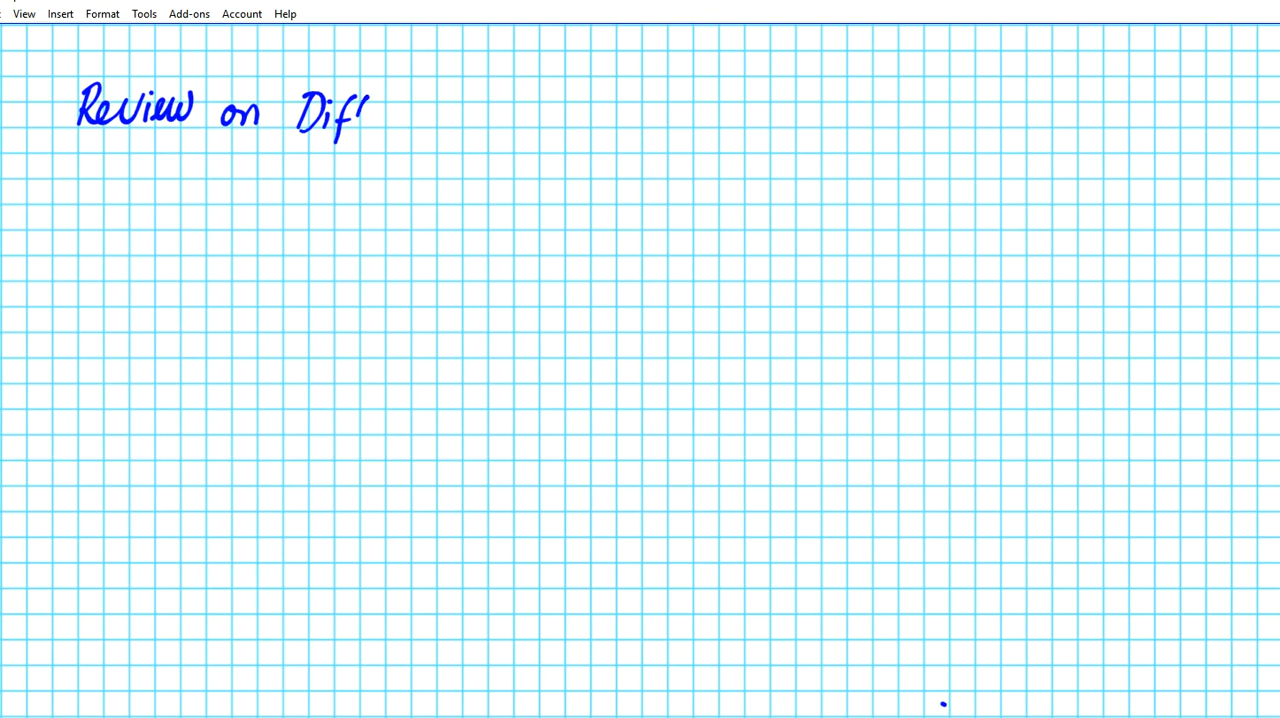 View Insert Format Tools Add-ons Account Help
Review on Dif